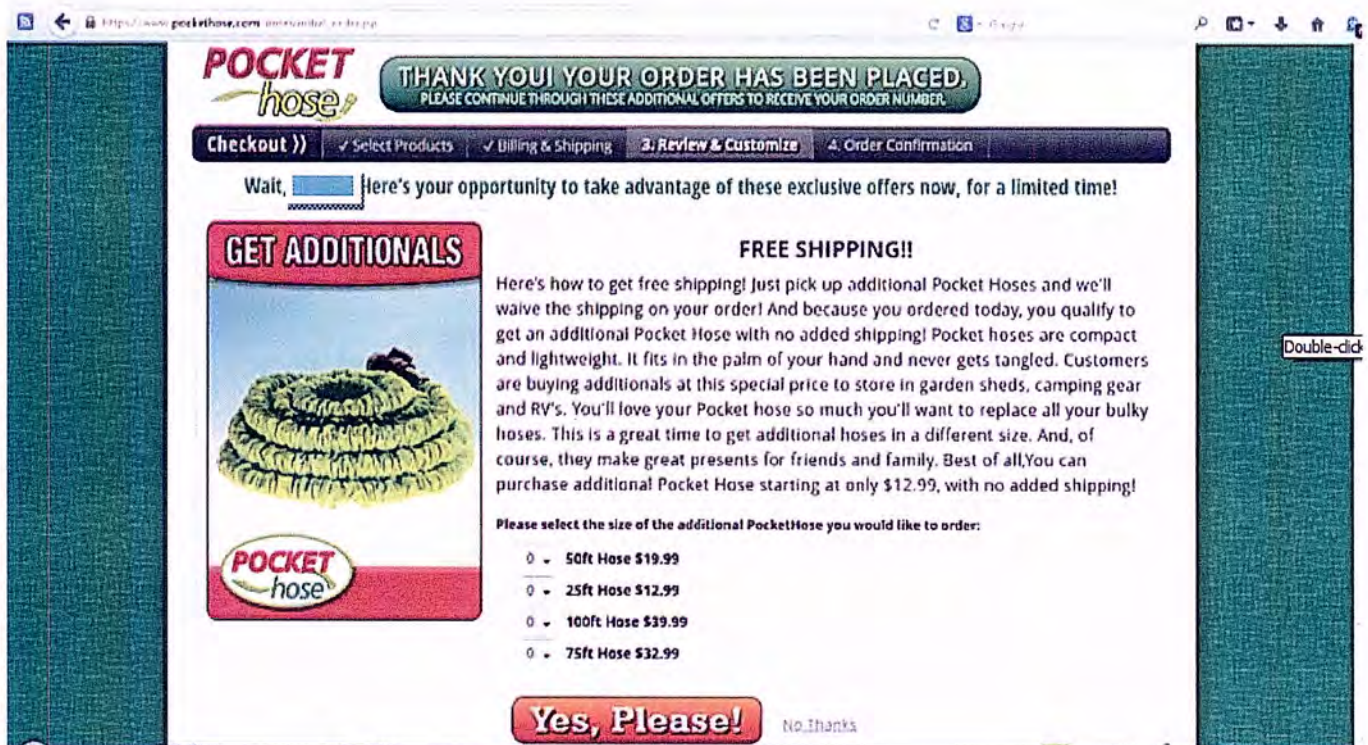 www.pockethose.com
POCKET
hose
THANK YOU! YOUR ORDER HAS BEEN PLACED.
PLEASE CONTINUE THROUGH THESE ADDITIONAL OFFERS TO RECEIVE YOUR ORDER NUMBER.
Checkout ⟩⟩ ✓ Select Products ✓ Billing & Shipping 3. Review & Customize 4. Order Confirmation
Wait, Here's your opportunity to take advantage of these exclusive offers now, for a limited time!
GET ADDITIONALS
POCKET
hose
FREE SHIPPING!!
Here's how to get free shipping! Just pick up additional Pocket Hoses and we'll
waive the shipping on your order! And because you ordered today, you qualify to
get an additional Pocket Hose with no added shipping! Pocket hoses are compact
and lightweight. It fits in the palm of your hand and never gets tangled. Customers
are buying additionals at this special price to store in garden sheds, camping gear
and RV's. You'll love your Pocket hose so much you'll want to replace all your bulky
hoses. This is a great time to get additional hoses in a different size. And, of
course, they make great presents for friends and family. Best of all,You can
purchase additional Pocket Hose starting at only $12.99, with no added shipping!
Please select the size of the additional PocketHose you would like to order:
0 50ft Hose $19.99
0 25ft Hose $12.99
0 100ft Hose $39.99
0 75ft Hose $32.99
Yes, Please! No Thanks
Double-click